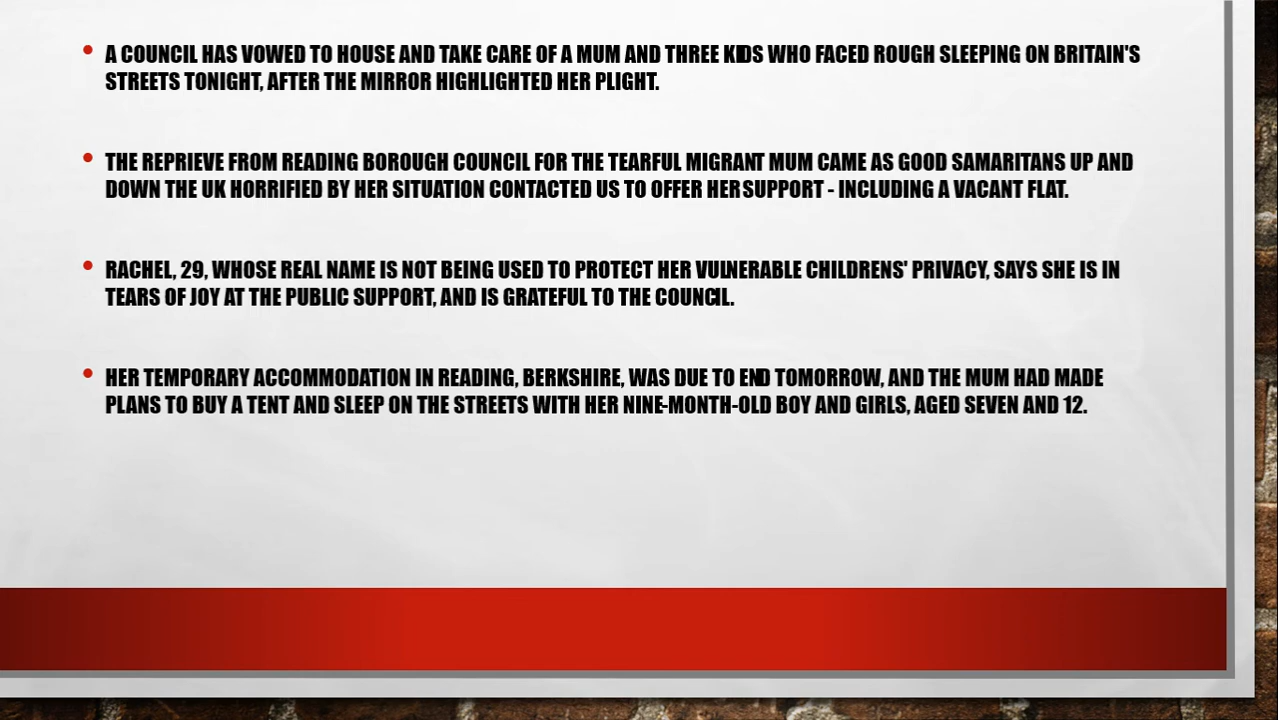 • A COUNCIL HAS VOWED TO HOUSE AND TAKE CARE OF A MUM AND THREE KIDS WHO FACED ROUGH SLEEPING ON BRITAIN'S
STREETS TONIGHT, AFTER THE MIRROR HIGHLIGHTED HER PLIGHT.
• THE REPRIEVE FROM READING BOROUGH COUNCIL FOR THE TEARFUL MIGRANT MUM CAME AS GOOD SAMARITANS UP AND
DOWN THE UK HORRIFIED BY HER SITUATION CONTACTED US TO OFFER HER SUPPORT - INCLUDING A VACANT FLAT.
• RACHEL, 29, WHOSE REAL NAME IS NOT BEING USED TO PROTECT HER VULNERABLE CHILDRENS' PRIVACY, SAYS SHE IS IN
TEARS OF JOY AT THE PUBLIC SUPPORT, AND IS GRATEFUL TO THE COUNCIL.
• HER TEMPORARY ACCOMMODATION IN READING, BERKSHIRE, WAS DUE TO END TOMORROW, AND THE MUM HAD MADE
PLANS TO BUY A TENT AND SLEEP ON THE STREETS WITH HER NINE-MONTH-OLD BOY AND GIRLS, AGED SEVEN AND 12.